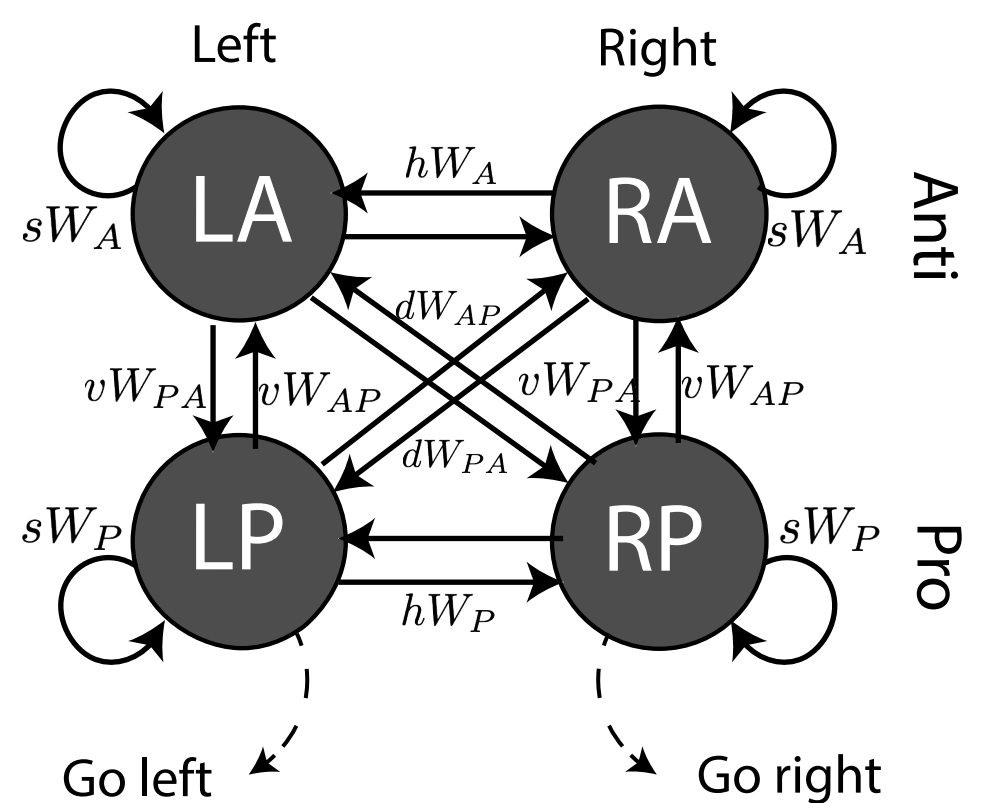 Left
Right
hW_A
LA
RA
sW_A
sW_A
Anti
dW_AP
vW_PA
vW_AP
vW_PA
vW_AP
dW_PA
sW_P
LP
RP
sW_P
Pro
hW_P
Go left
Go right